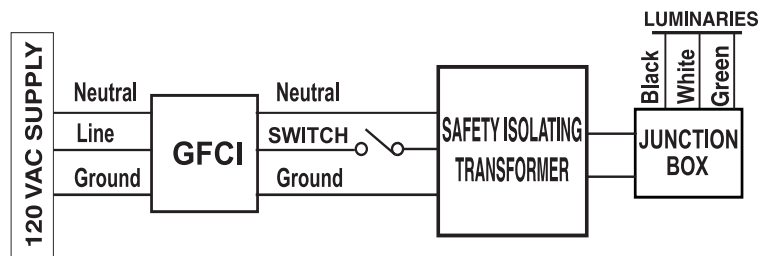 120 VAC SUPPLY
Neutral
Line
Ground
GFCI
Neutral
SWITCH
Ground
SAFETY ISOLATING
TRANSFORMER
LUMINARIES
Black
White
Green
JUNCTION
BOX